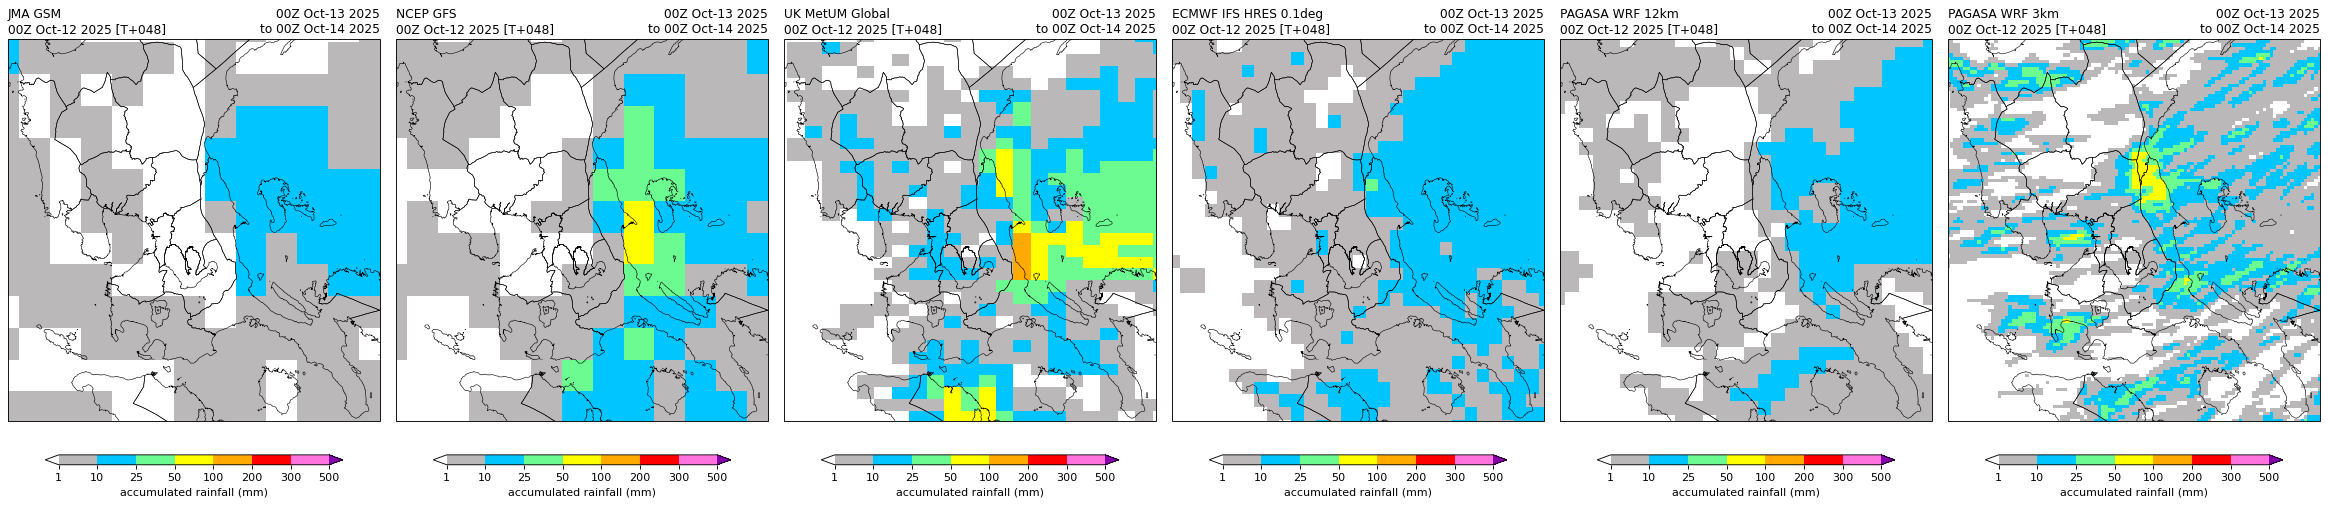 JMA GSM
00Z Oct-12 2025 [T+048]
00Z Oct-13 2025
to 00Z Oct-14 2025
1 10 25 50 100 200 300 500
accumulated rainfall (mm)
NCEP GFS
00Z Oct-12 2025 [T+048]
00Z Oct-13 2025
to 00Z Oct-14 2025
1 10 25 50 100 200 300 500
accumulated rainfall (mm)
UK MetUM Global
00Z Oct-12 2025 [T+048]
00Z Oct-13 2025
to 00Z Oct-14 2025
1 10 25 50 100 200 300 500
accumulated rainfall (mm)
ECMWF IFS HRES 0.1deg
00Z Oct-12 2025 [T+048]
00Z Oct-13 2025
to 00Z Oct-14 2025
1 10 25 50 100 200 300 500
accumulated rainfall (mm)
PAGASA WRF 12km
00Z Oct-12 2025 [T+048]
00Z Oct-13 2025
to 00Z Oct-14 2025
1 10 25 50 100 200 300 500
accumulated rainfall (mm)
PAGASA WRF 3km
00Z Oct-12 2025 [T+048]
00Z Oct-13 2025
to 00Z Oct-14 2025
1 10 25 50 100 200 300 500
accumulated rainfall (mm)